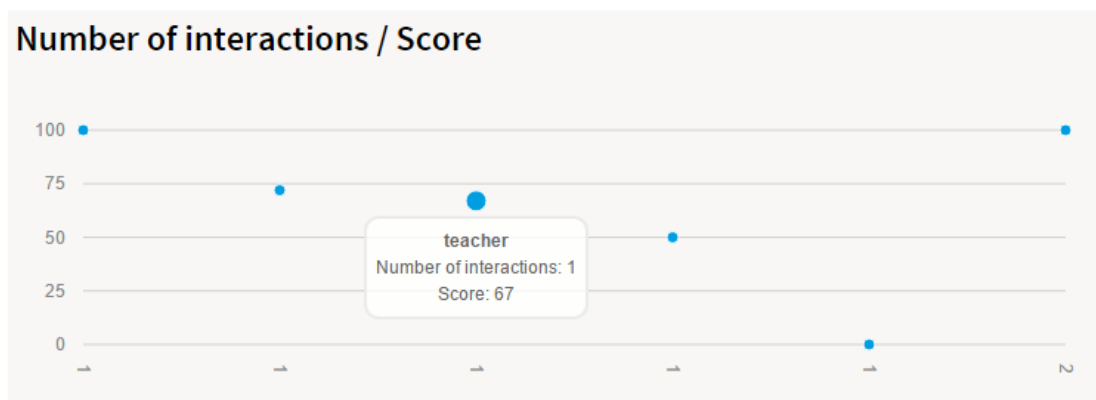 Number of interactions / Score
100
75
50
25
0
teacher
Number of interactions: 1
Score: 67
1 1 1 1 1 2